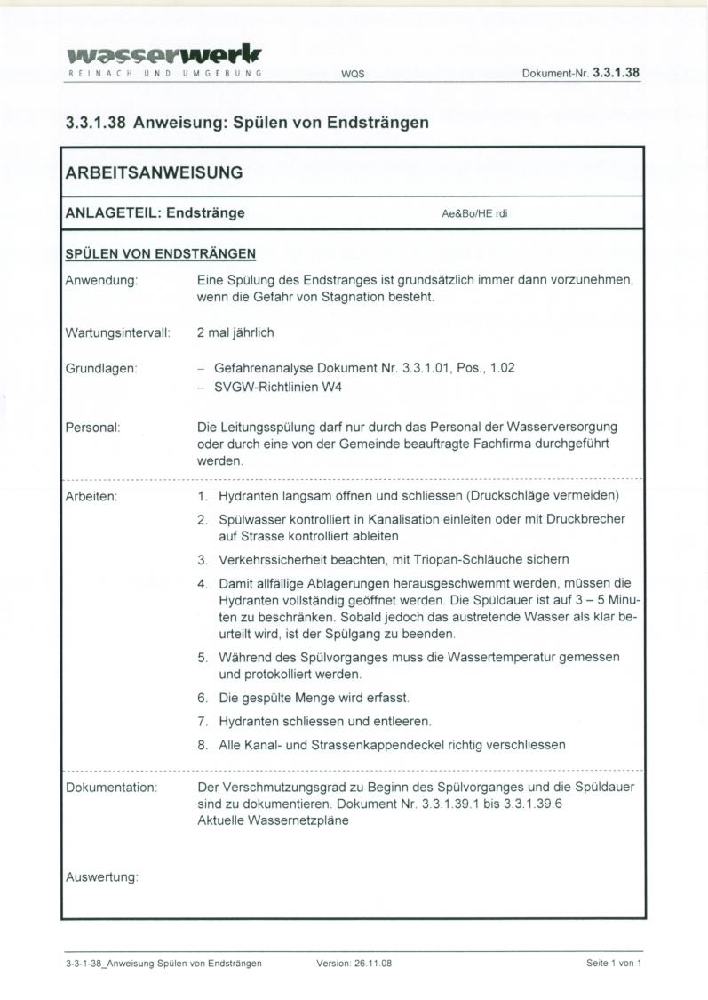 wasserwerk
REINACH UND UMGEBUNG
WQS
Dokument-Nr. 3.3.1.38
3.3.1.38 Anweisung: Spülen von Endsträngen
ARBEITSANWEISUNG
ANLAGETEIL: Endstränge
Ae&Bo/HE rdi
SPÜLEN VON ENDSTRÄNGEN
Anwendung: Eine Spülung des Endstranges ist grundsätzlich immer dann vorzunehmen,
wenn die Gefahr von Stagnation besteht.
Wartungsintervall: 2 mal jährlich
Grundlagen: – Gefahrenanalyse Dokument Nr. 3.3.1.01, Pos., 1.02
– SVGW-Richtlinien W4
Personal: Die Leitungsspülung darf nur durch das Personal der Wasserversorgung
oder durch eine von der Gemeinde beauftragte Fachfirma durchgeführt
werden.
Arbeiten: 1. Hydranten langsam öffnen und schliessen (Druckschläge vermeiden)
2. Spülwasser kontrolliert in Kanalisation einleiten oder mit Druckbrecher
auf Strasse kontrolliert ableiten
3. Verkehrssicherheit beachten, mit Triopan-Schläuche sichern
4. Damit allfällige Ablagerungen herausgeschwemmt werden, müssen die
Hydranten vollständig geöffnet werden. Die Spüldauer ist auf 3 – 5 Minu-
ten zu beschränken. Sobald jedoch das austretende Wasser als klar be-
urteilt wird, ist der Spülgang zu beenden.
5. Während des Spülvorganges muss die Wassertemperatur gemessen
und protokolliert werden.
6. Die gespülte Menge wird erfasst.
7. Hydranten schliessen und entleeren.
8. Alle Kanal- und Strassenkappendeckel richtig verschliessen
Dokumentation: Der Verschmutzungsgrad zu Beginn des Spülvorganges und die Spüldauer
sind zu dokumentieren. Dokument Nr. 3.3.1.39.1 bis 3.3.1.39.6
Aktuelle Wassernetzpläne
Auswertung:
3-3-1-38_Anweisung Spülen von Endsträngen
Version: 26.11.08
Seite 1 von 1